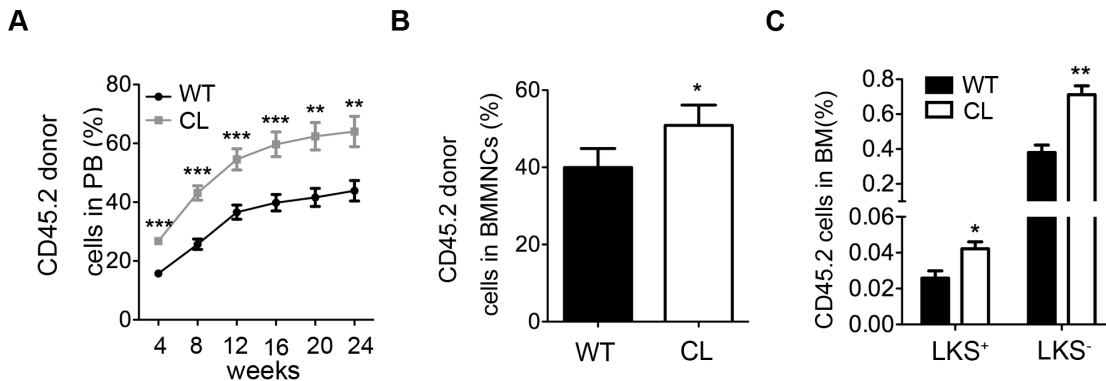 A
CD45.2 donor
cells in PB (%)
80
60
40
20
0
WT
CL
***
***
***
***
**
**
4 8 12 16 20 24
weeks
B
CD45.2 donor
cells in BMMNCs (%)
60
40
20
0
*
WT CL
C
CD45.2 cells in BM(%)
0.8
0.6
0.4
0.2
0.06
0.04
0.02
0.00
WT
CL
*
**
LKS⁺ LKS⁻